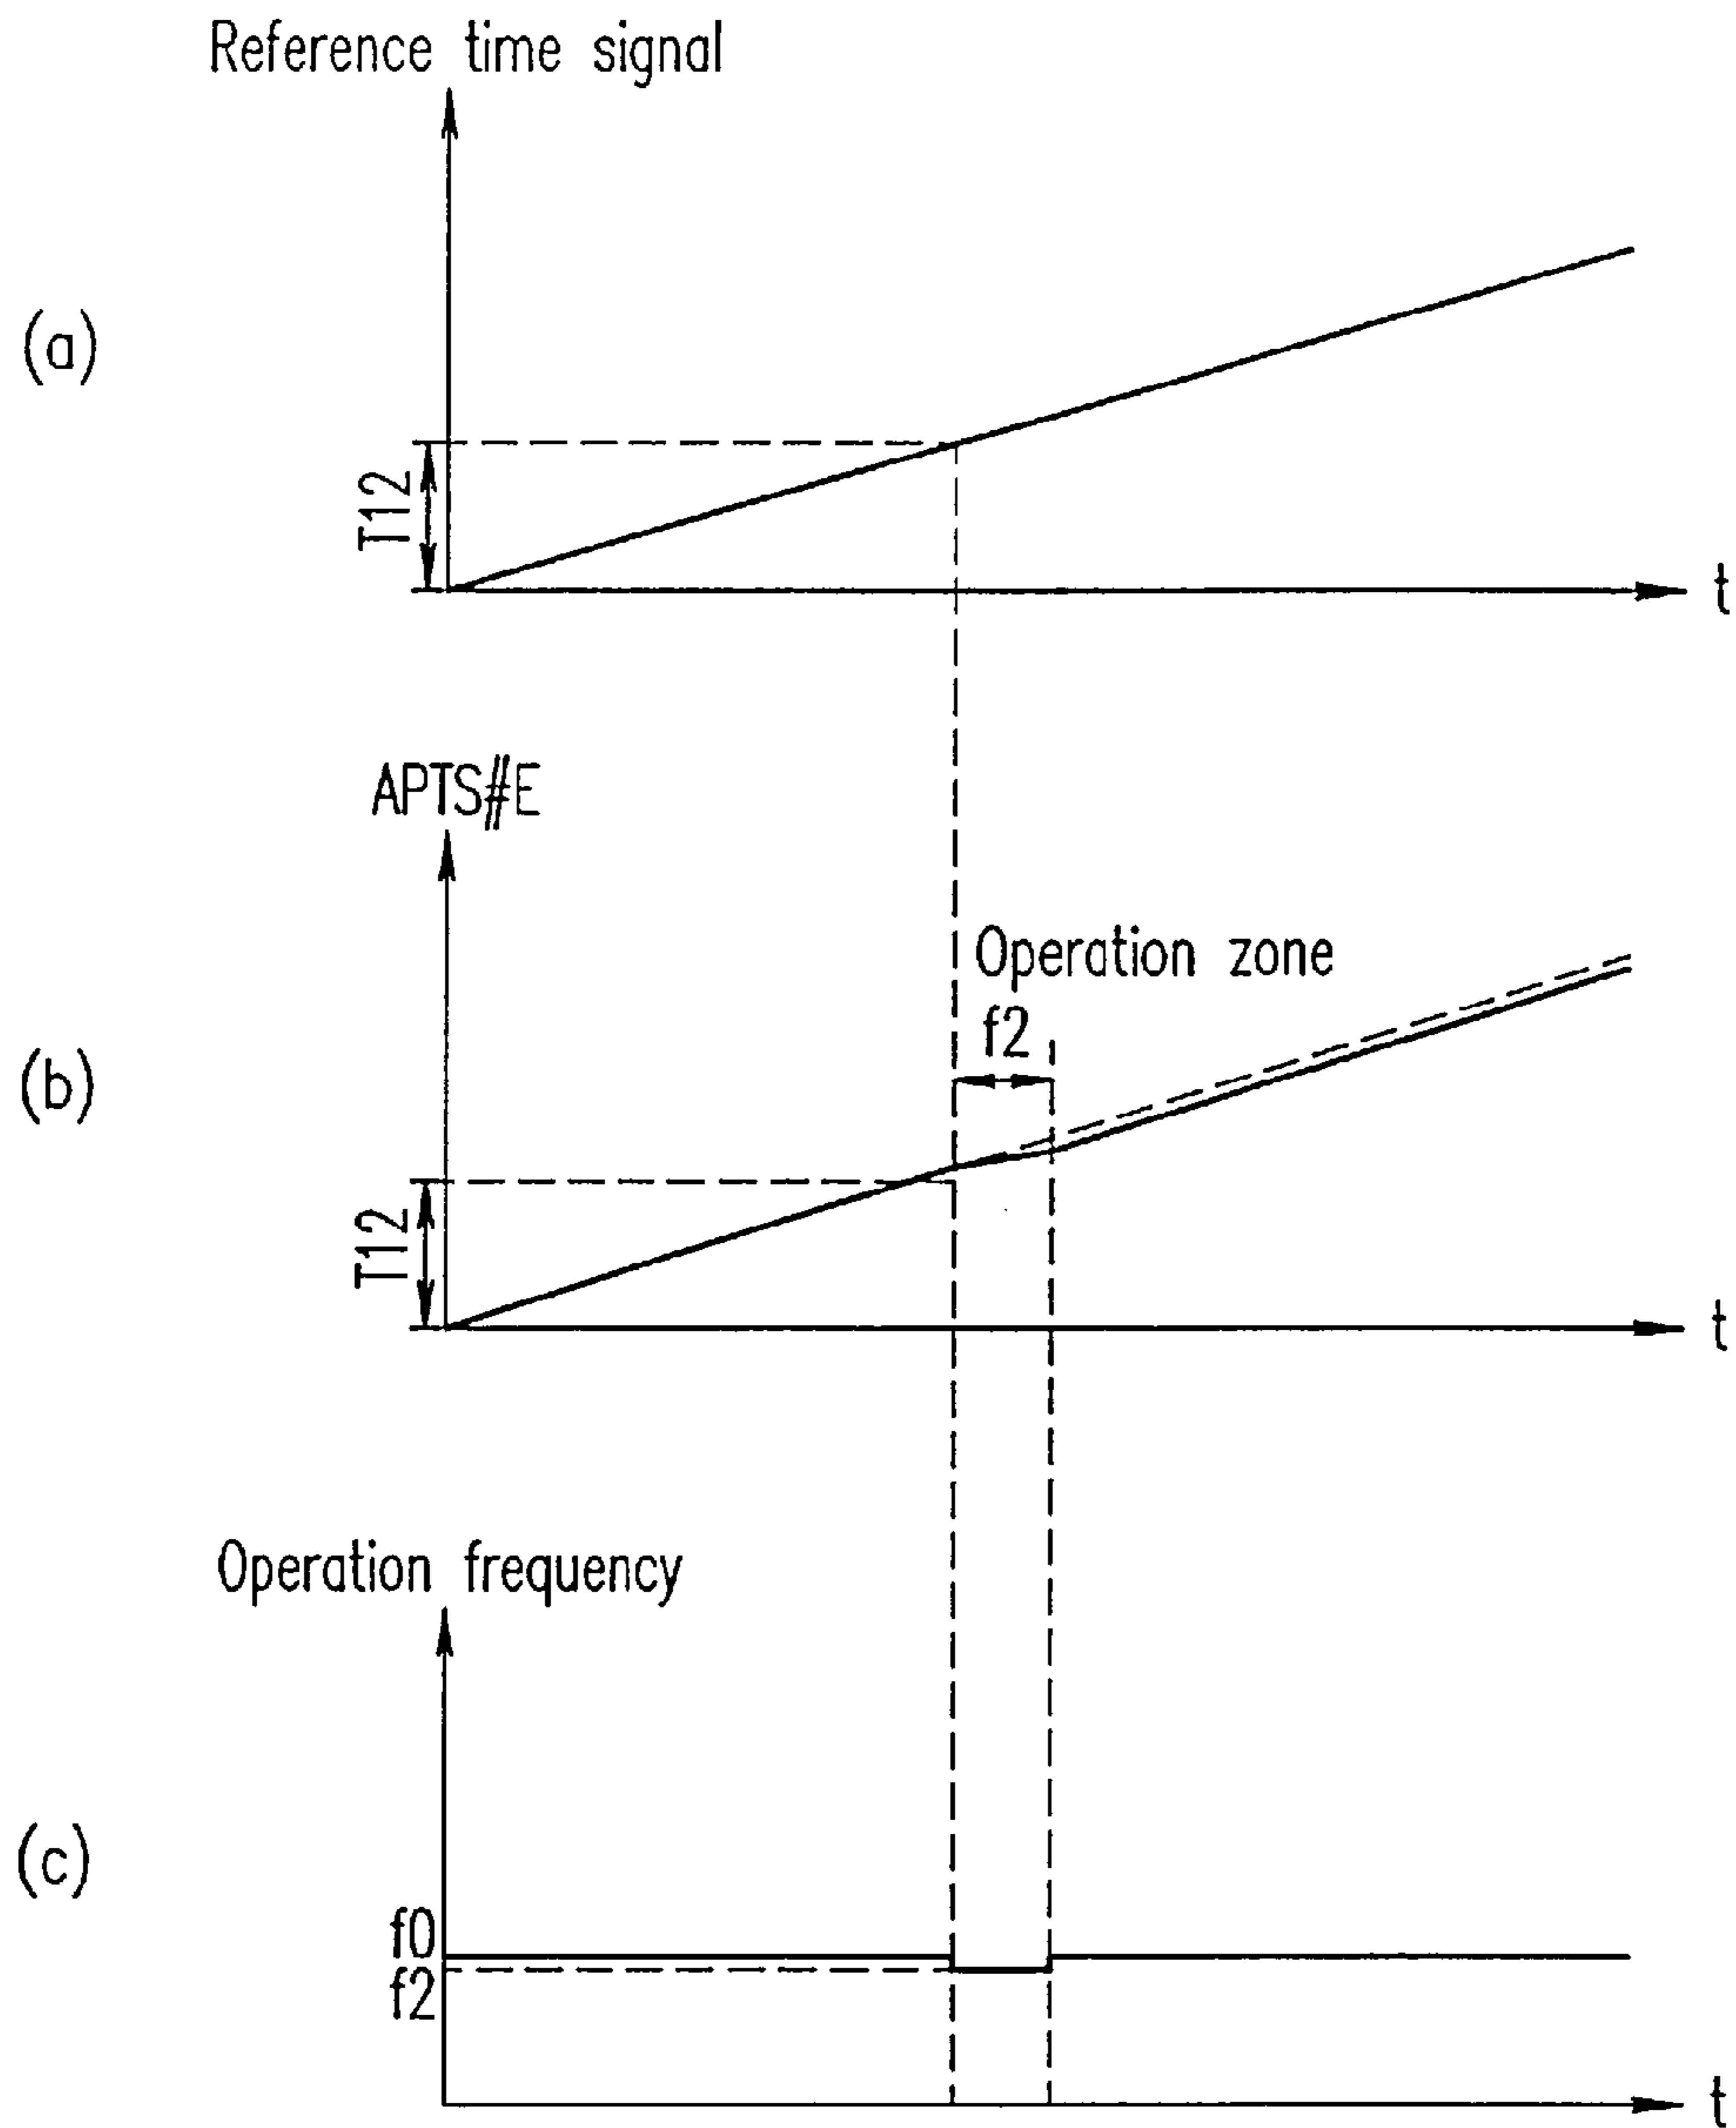 Reference time signal
(a)
T12
t
APTS#E
Operation zone
f2
(b)
T12
t
Operation frequency
(c)
f0
f2
t